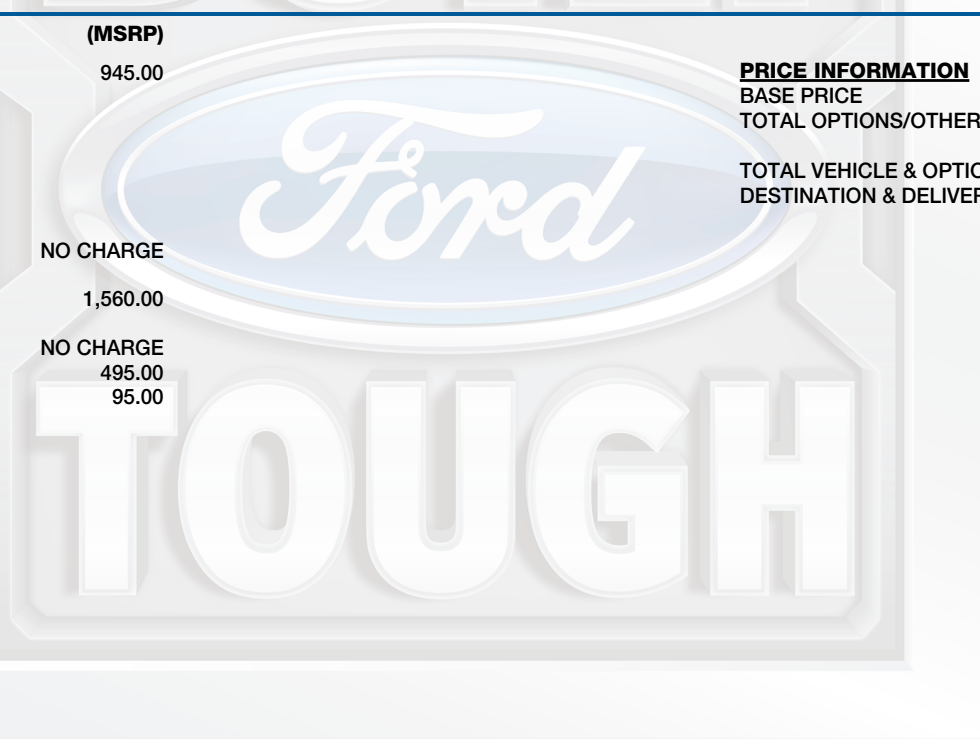 (MSRP)
945.00
NO CHARGE
1,560.00
NO CHARGE
495.00
95.00
PRICE INFORMATION
BASE PRICE
TOTAL OPTIONS/OTHER
TOTAL VEHICLE & OPTIO
DESTINATION & DELIVER
Ford
TOUGH